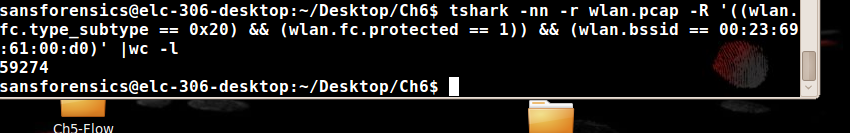 sansforensics@elc-306-desktop:~/Desktop/Ch6$ tshark -nn -r wlan.pcap -R '((wlan.
fc.type_subtype == 0x20) && (wlan.fc.protected == 1)) && (wlan.bssid == 00:23:69
:61:00:d0)' |wc -l
59274
sansforensics@elc-306-desktop:~/Desktop/Ch6$
Ch5-Flow